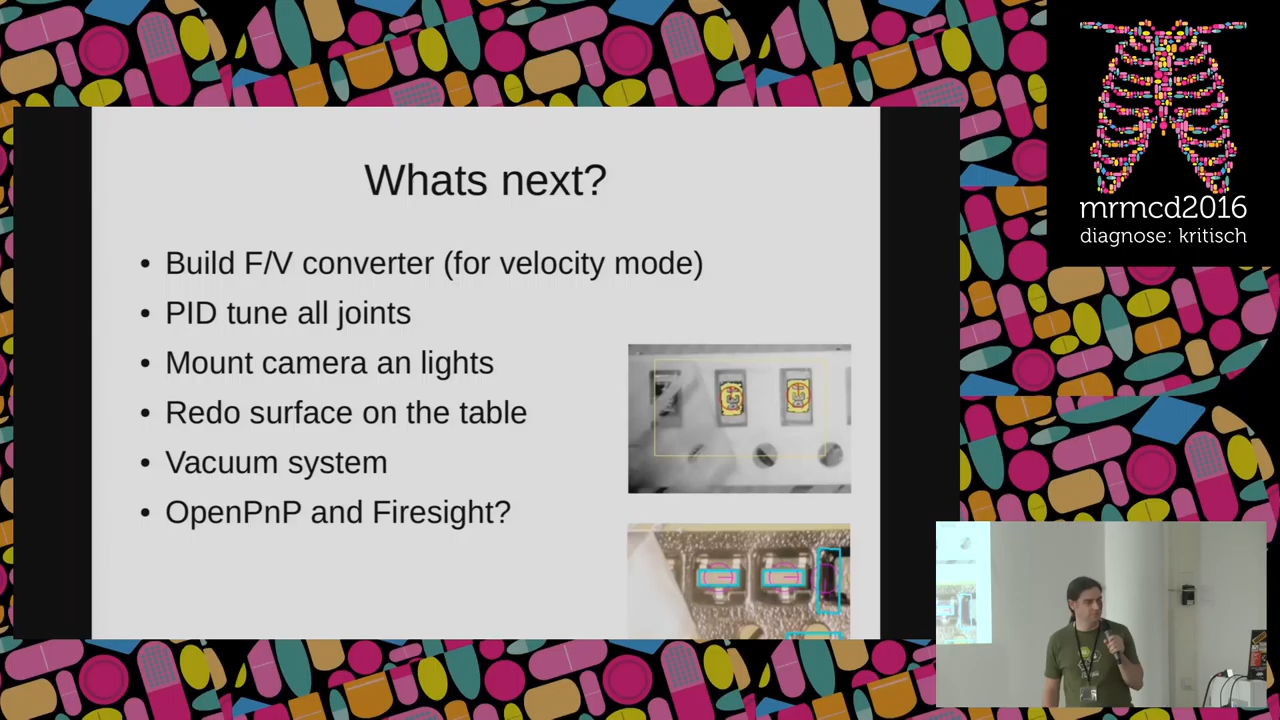 Whats next?
• Build F/V converter (for velocity mode)
• PID tune all joints
• Mount camera an lights
• Redo surface on the table
• Vacuum system
• OpenPnP and Firesight?
mrmcd2016
diagnose: kritisch